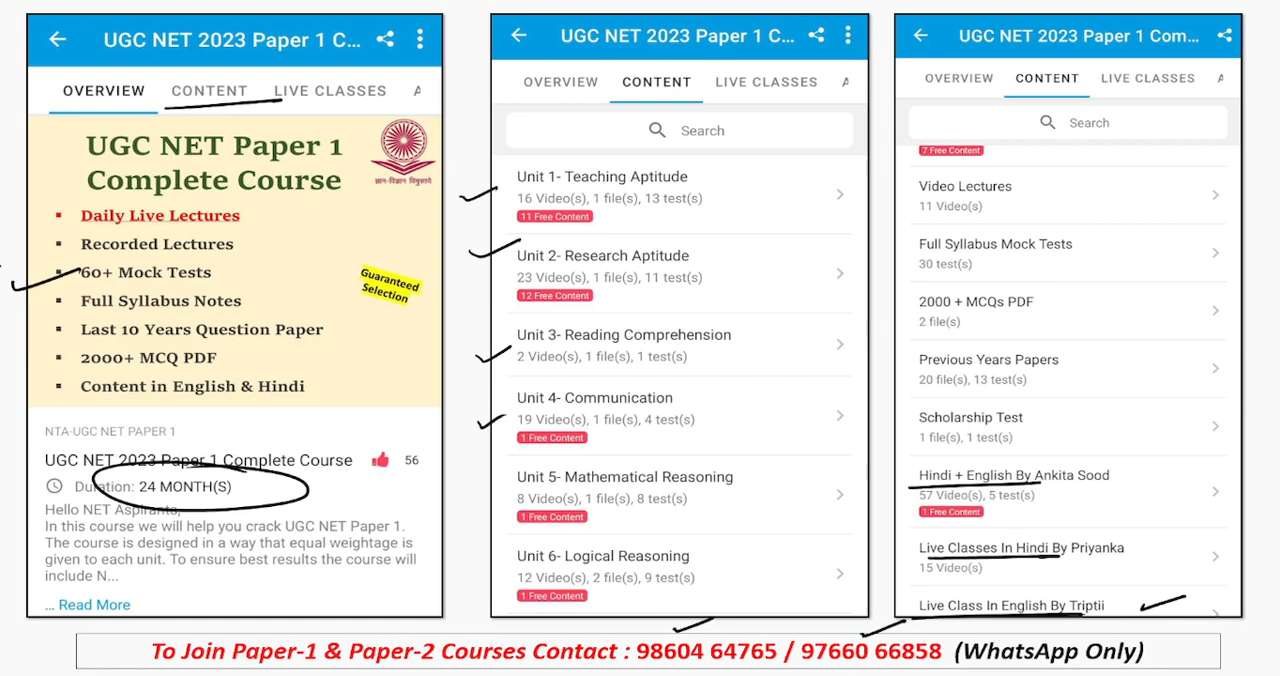 UGC NET 2023 Paper 1 C...
OVERVIEW CONTENT LIVE CLASSES
UGC NET Paper 1
Complete Course
ज्ञान-विज्ञान विमुक्तये
Daily Live Lectures
Recorded Lectures
60+ Mock Tests
Full Syllabus Notes
Last 10 Years Question Paper
2000+ MCQ PDF
Content in English & Hindi
Guaranteed
Selection
NTA-UGC NET PAPER 1
UGC NET 2023 Paper 1 Complete Course 56
Duration: 24 MONTH(S)
Hello NET Aspirants,
In this course we will help you crack UGC NET Paper 1.
The course is designed in a way that equal weightage is
given to each unit. To ensure best results the course will
include N...
... Read More
UGC NET 2023 Paper 1 C...
OVERVIEW CONTENT LIVE CLASSES
Search
Unit 1- Teaching Aptitude
16 Video(s), 1 file(s), 13 test(s)
11 Free Content
Unit 2- Research Aptitude
23 Video(s), 1 file(s), 11 test(s)
12 Free Content
Unit 3- Reading Comprehension
2 Video(s), 1 file(s), 1 test(s)
Unit 4- Communication
19 Video(s), 1 file(s), 4 test(s)
1 Free Content
Unit 5- Mathematical Reasoning
8 Video(s), 1 file(s), 8 test(s)
1 Free Content
Unit 6- Logical Reasoning
12 Video(s), 2 file(s), 9 test(s)
1 Free Content
UGC NET 2023 Paper 1 Com...
OVERVIEW CONTENT LIVE CLASSES
Search
7 Free Content
Video Lectures
11 Video(s)
Full Syllabus Mock Tests
30 test(s)
2000 + MCQs PDF
2 file(s)
Previous Years Papers
20 file(s), 13 test(s)
Scholarship Test
1 file(s), 1 test(s)
Hindi + English By Ankita Sood
57 Video(s), 5 test(s)
1 Free Content
Live Classes In Hindi By Priyanka
15 Video(s)
Live Class In English By Triptii
To Join Paper-1 & Paper-2 Courses Contact : 98604 64765 / 97660 66858 (WhatsApp Only)